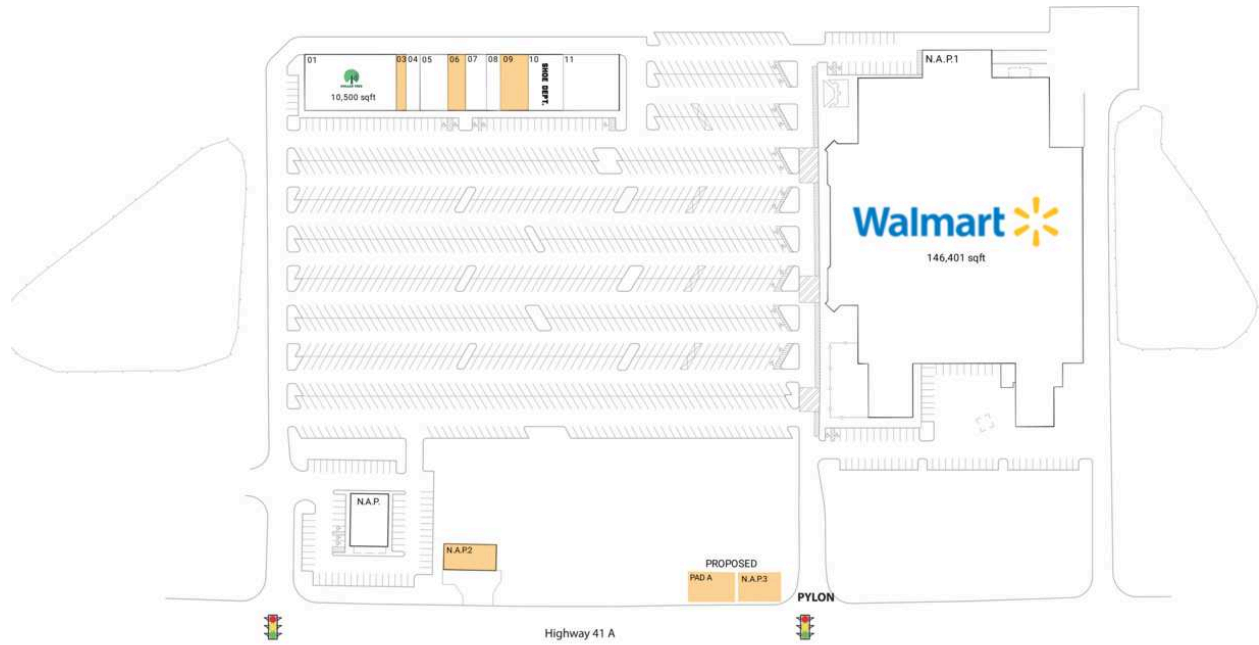 N.A.P.1
01
03
04
05
06
07
08
09
10
11
10,500 sqft
SHOE DEPT.
Walmart
146,401 sqft
N.A.P.
N.A.P.2
PROPOSED
PAD A
N.A.P.3
PYLON
Highway 41 A